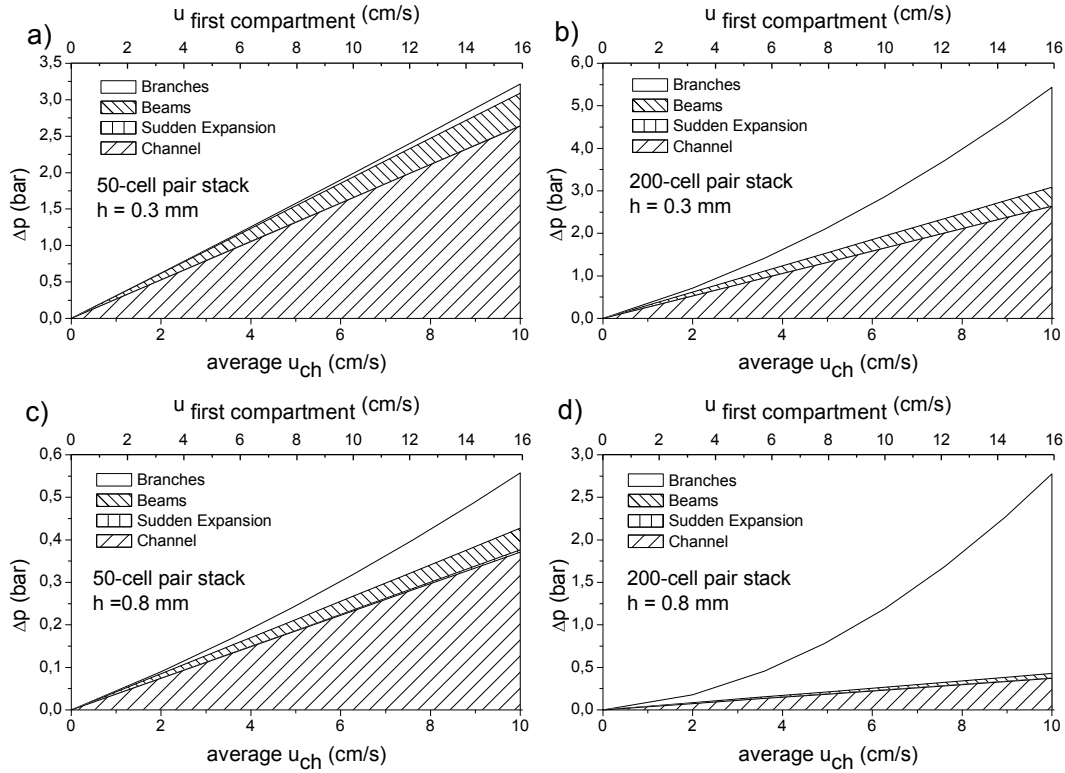 u first compartment (cm/s)
a)
0 2 4 6 8 10 12 14 16
3,5
3,0
2,5
2,0
1,5
1,0
0,5
0,0
Δp (bar)
Branches
Beams
Sudden Expansion
Channel
50-cell pair stack
h = 0.3 mm
0 2 4 6 8 10
average uch (cm/s)
u first compartment (cm/s)
b)
0 2 4 6 8 10 12 14 16
6,0
5,0
4,0
3,0
2,0
1,0
0,0
Δp (bar)
Branches
Beams
Sudden Expansion
Channel
200-cell pair stack
h = 0.3 mm
0 2 4 6 8 10
average uch (cm/s)
u first compartment (cm/s)
c)
0 2 4 6 8 10 12 14 16
0,6
0,5
0,4
0,3
0,2
0,1
0,0
Δp (bar)
Branches
Beams
Sudden Expansion
Channel
50-cell pair stack
h =0.8 mm
0 2 4 6 8 10
average uch (cm/s)
u first compartment (cm/s)
d)
0 2 4 6 8 10 12 14 16
3,0
2,5
2,0
1,5
1,0
0,5
0,0
Δp (bar)
Branches
Beams
Sudden Expansion
Channel
200-cell pair stack
h = 0.8 mm
0 2 4 6 8 10
average uch (cm/s)